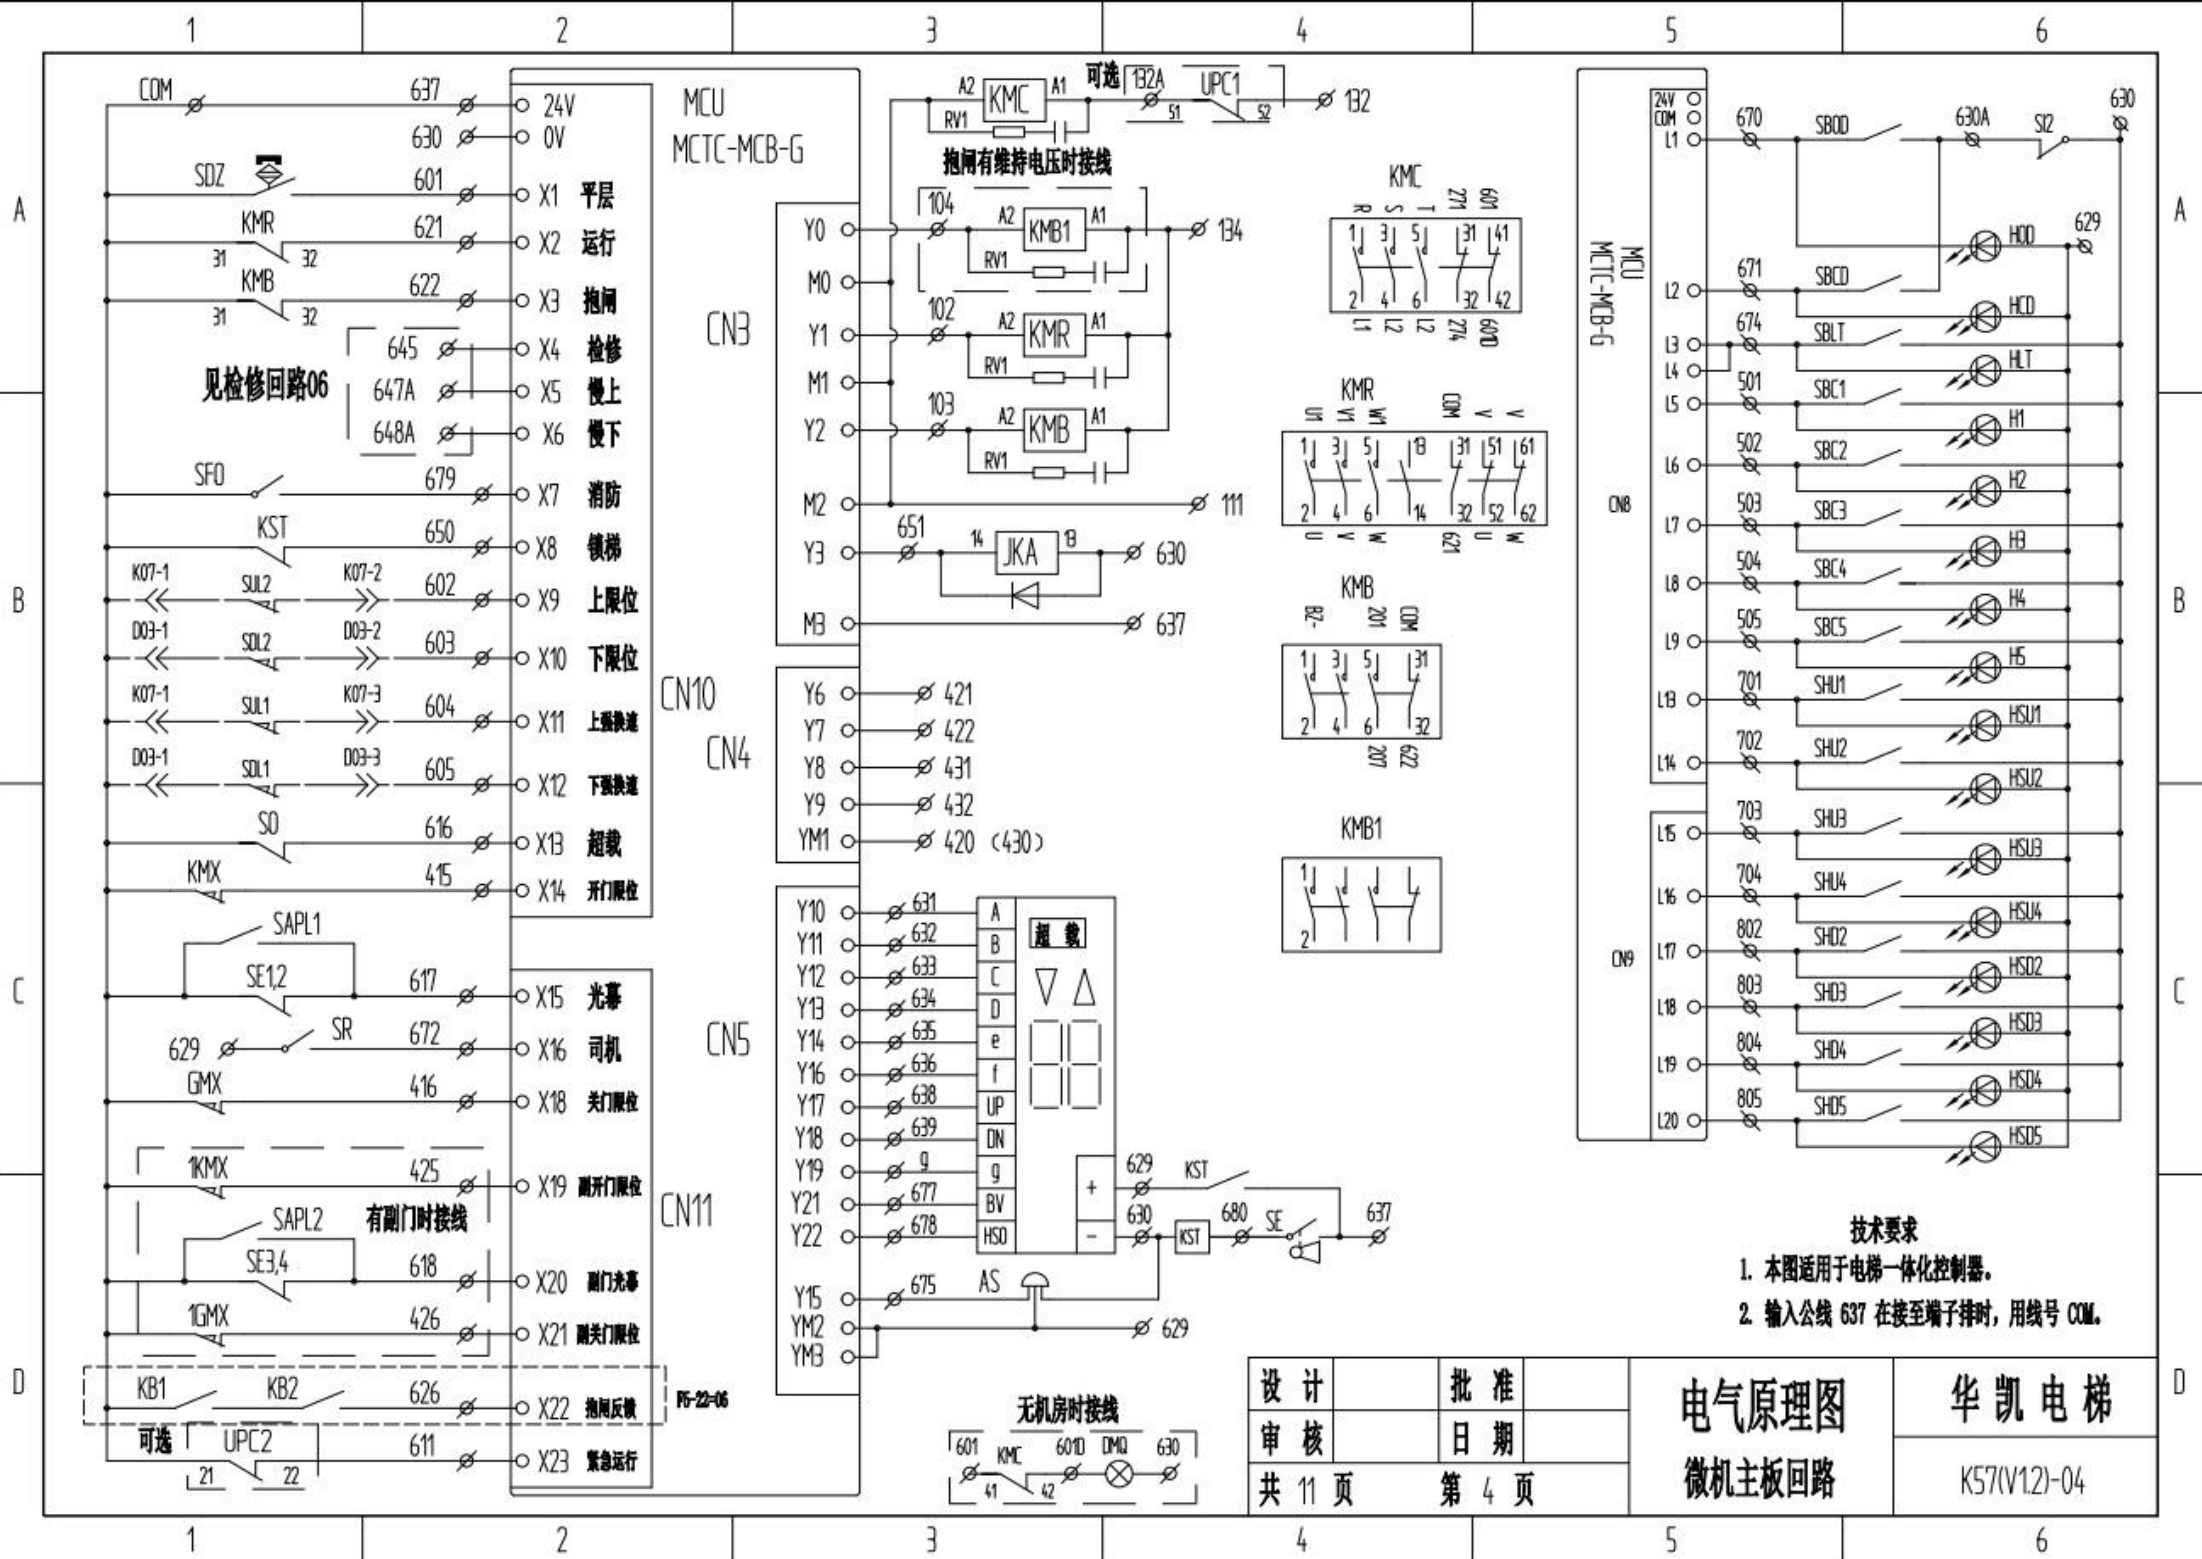 1 2 3 4 5 6
A
B
C
D
COM 637 24V
630 0V
SDZ 601 X1 平层
KMR 621 X2 运行
31 32
KMB 622 X3 抱闸
31 32
645 X4 检修
见检修回路06
647A X5 慢上
648A X6 慢下
SFO 679 X7 消防
KST 650 X8 锁梯
K07-1 SUL2 K07-2 602 X9 上限位
D03-1 SDL2 D03-2 603 X10 下限位
K07-1 SUL1 K07-3 604 X11 上强换速
D03-1 SDL1 D03-3 605 X12 下强换速
SO 616 X13 超载
KMX 415 X14 开门限位
SAPL1
SE1,2 617 X15 光幕
629 SR 672 X16 司机
GMX 416 X18 关门限位
1KMX 425 X19 副开门限位
有副门时接线
SAPL2
SE3,4 618 X20 副门光幕
1GMX 426 X21 副关门限位
KB1 KB2 626 X22 抱闸反馈
F5-22=06
可选 UPC2 611 X23 紧急运行
21 22
MCU
MCTC-MCB-G
CN10
CN11
CN3
CN4
CN5
A2 KMC A1 可选 132A UPC1 132
RV1 51 52
抱闸有维持电压时接线
Y0 104 A2 KMB1 A1 134
RV1
M0
Y1 102 A2 KMR A1
RV1
M1
Y2 103 A2 KMB A1
RV1
M2 111
Y3 651 14 JKA 13 630
M3 637
Y6 421
Y7 422
Y8 431
Y9 432
YM1 420 (430)
Y10 631 A
Y11 632 B
Y12 633 C
Y13 634 D
Y14 635 e
Y16 636 f
Y17 638 UP
Y18 639 DN
Y19 g g
Y21 677 BV
Y22 678 HSO
超 载
+ 629 KST
- 630 KST 680 SE 637
Y15 675 AS
YM2 629
YM3
无机房时接线
601 KMC 601D DMQ 630
41 42
KMC
R S T 271 601
1 3 5 31 41
2 4 6 32 42
L1 L2 L2 274 601D
KMR
U1 V1 W1 COM V V
1 3 5 13 31 51 61
2 4 6 14 32 52 62
U V W 621 U W
KMB
BZ- 201 COM
1 3 5 31
2 4 6 32
207 622
KMB1
1
2
MCU
MCTC-MCB-G
CN8
CN9
24V
COM
L1 670 SBOD 630A SI2 630
HOD 629
L2 671 SBCD
HCD
L3 674 SBLT
L4 HLT
L5 501 SBC1
H1
L6 502 SBC2
H2
L7 503 SBC3
H3
L8 504 SBC4
H4
L9 505 SBC5
H5
L13 701 SHU1
HSU1
L14 702 SHU2
HSU2
L15 703 SHU3
HSU3
L16 704 SHU4
HSU4
L17 802 SHD2
HSD2
L18 803 SHD3
HSD3
L19 804 SHD4
HSD4
L20 805 SHD5
HSD5
技术要求
1. 本图适用于电梯一体化控制器。
2. 输入公线 637 在接至端子排时，用线号 COM。
设 计 批 准
审 核 日 期
共 11 页 第 4 页
电气原理图
微机主板回路
华 凯 电 梯
K57(V1.2)-04
A
B
C
D
1 2 3 4 5 6